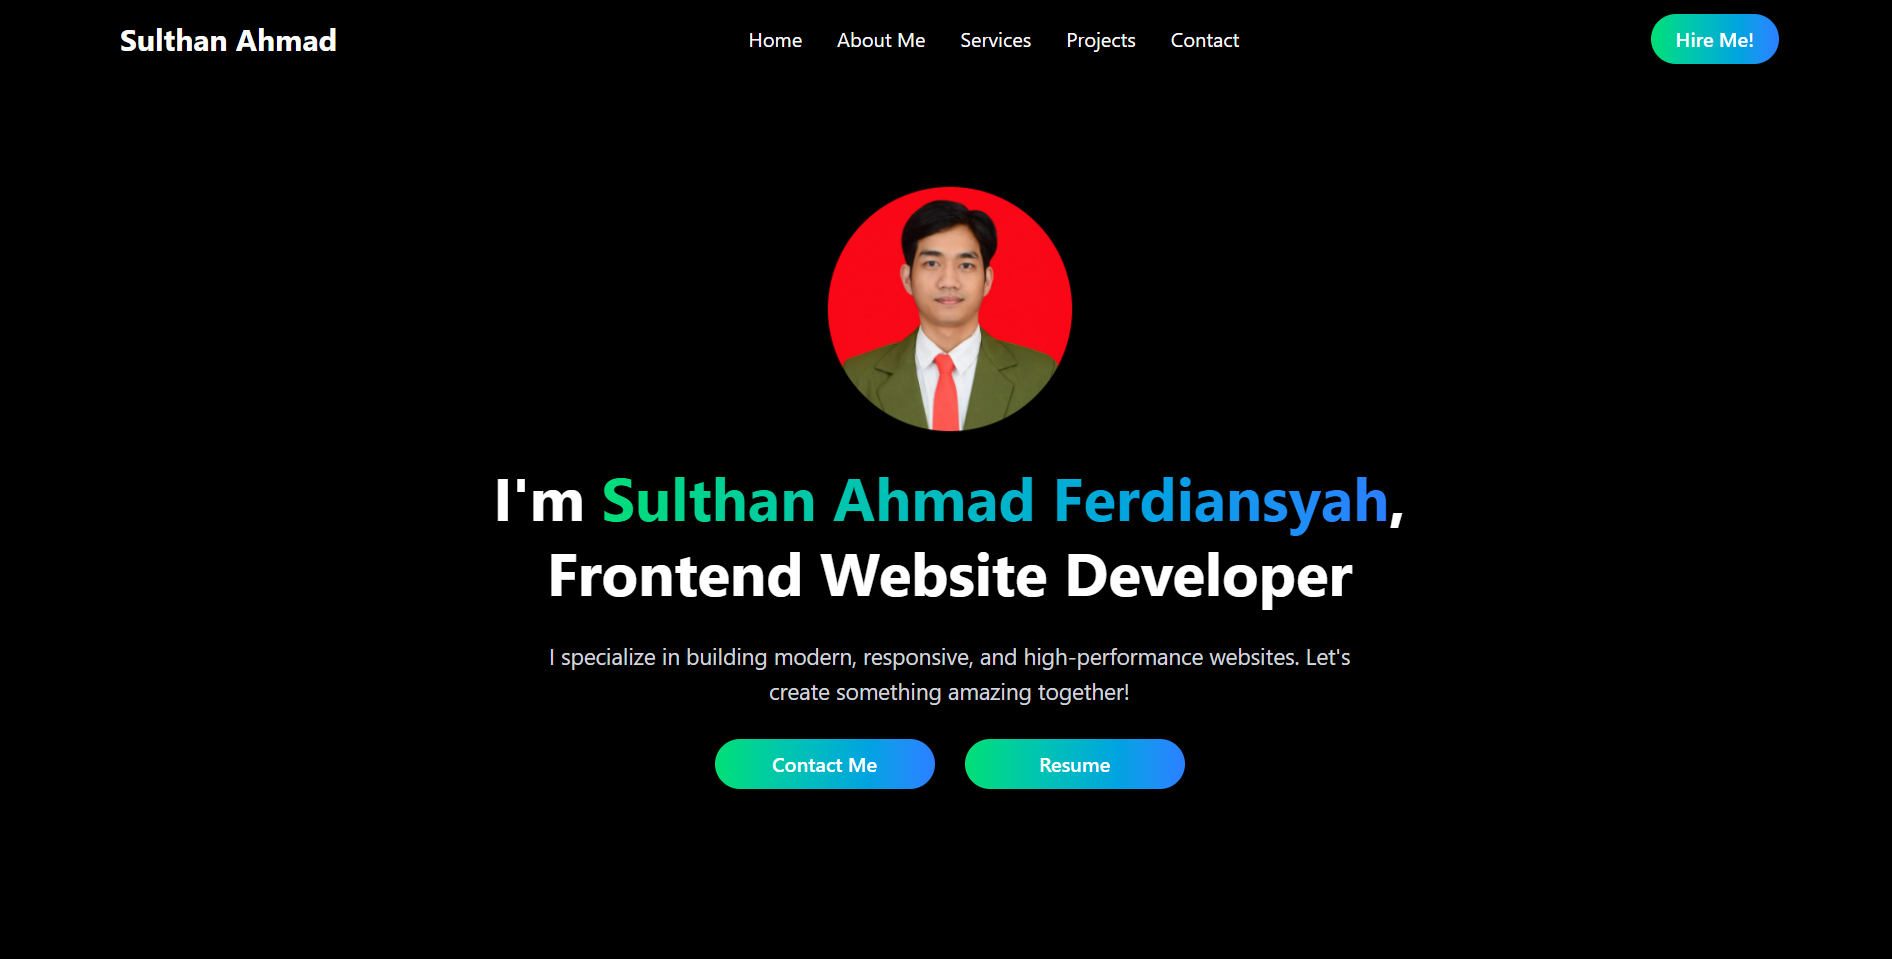 Sulthan Ahmad
Home
About Me
Services
Projects
Contact
Hire Me!
I'm Sulthan Ahmad Ferdiansyah,
Frontend Website Developer
I specialize in building modern, responsive, and high-performance websites. Let's
create something amazing together!
Contact Me
Resume